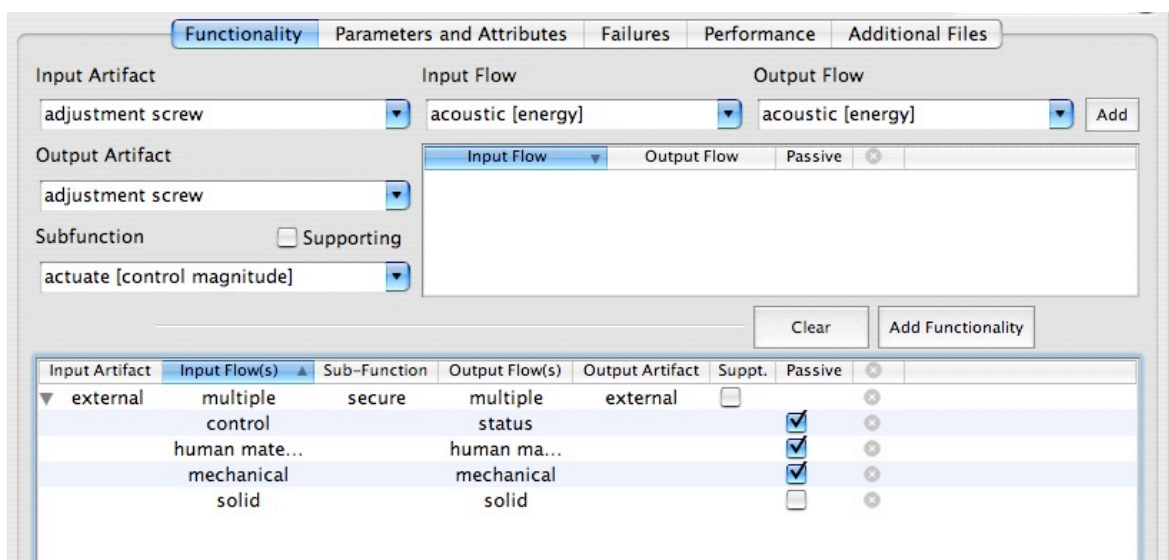 Functionality Parameters and Attributes Failures Performance Additional Files
Input Artifact Input Flow Output Flow
adjustment screw acoustic [energy] acoustic [energy] Add
Output Artifact
Input Flow Output Flow Passive
adjustment screw
Subfunction Supporting
actuate [control magnitude]
Clear Add Functionality
Input Artifact Input Flow(s) Sub-Function Output Flow(s) Output Artifact Suppt. Passive
external multiple secure multiple external
control status
human mate... human ma...
mechanical mechanical
solid solid